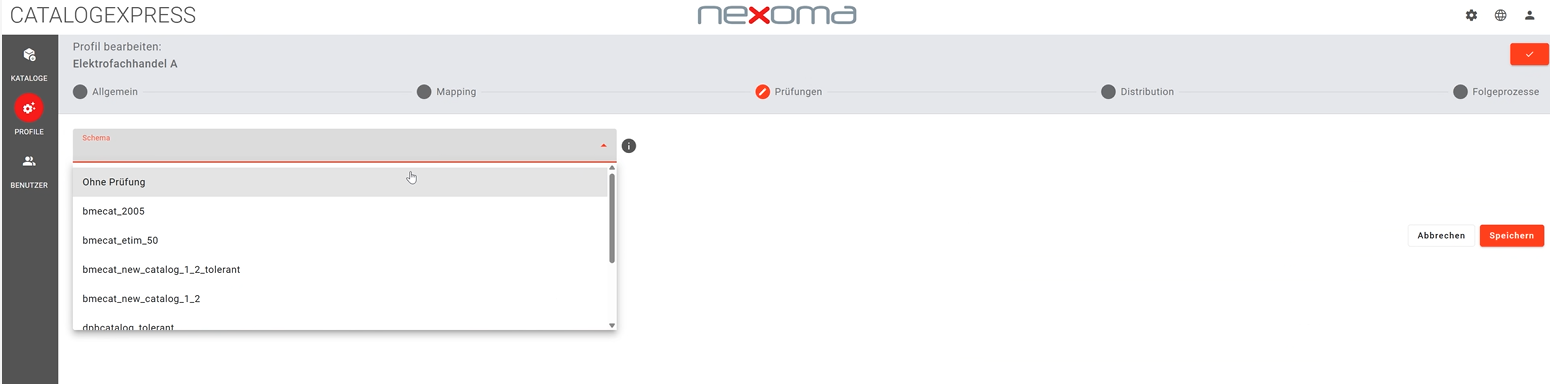 CATALOGEXPRESS
nexoma
Profil bearbeiten:
Elektrofachhandel A
KATALOGE
Allgemein
Mapping
Prüfungen
Distribution
Folgeprozesse
PROFILE
Schema
BENUTZER
Ohne Prüfung
bmecat_2005
bmecat_etim_50
Abbrechen
Speichern
bmecat_new_catalog_1_2_tolerant
bmecat_new_catalog_1_2
dphcatalog_tolerant